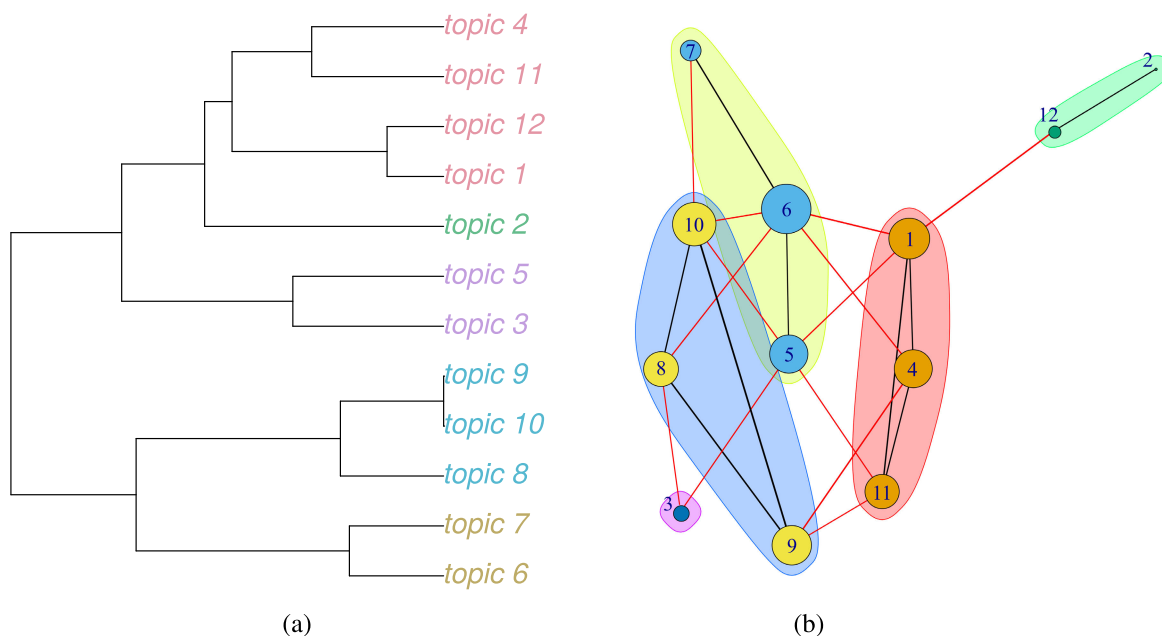 topic 4
topic 11
topic 12
topic 1
topic 2
topic 5
topic 3
topic 9
topic 10
topic 8
topic 7
topic 6
(a)
7
2
12
6
10
1
5
8
4
11
3
9
(b)